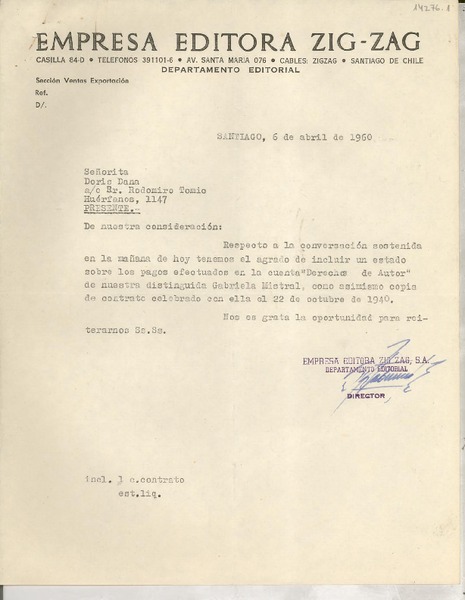 14276.1
EMPRESA EDITORA ZIG-ZAG
CASILLA 84-D • TELEFONOS 391101-6 • AV. SANTA MARIA 076 • CABLES: ZIGZAG • SANTIAGO DE CHILE
DEPARTAMENTO EDITORIAL
Sección Ventas Exportación
Ref.
D/.
SANTIAGO, 6 de abril de 1960
Señorita
Doris Dana
a/c Sr. Rodomiro Tomic
Huérfanos, 1147
PRESENTE.-
De nuestra consideración:
Respecto a la conversación sostenida
en la mañana de hoy tenemos el agrado de incluir un estado
sobre los pagos efectuados en la cuenta"Derechos de Autor"
de nuestra distinguida Gabriela Mistral, como asimismo copia
de contrato celebrado con ella el 22 de octubre de 1940.
Nos es grata la oportunidad para rei-
terarnos Ss.Ss.
EMPRESA EDITORA ZIG ZAG, S.A.
DEPARTAMENTO EDITORIAL
DIRECTOR
incl. 1 c.contrato
est.liq.